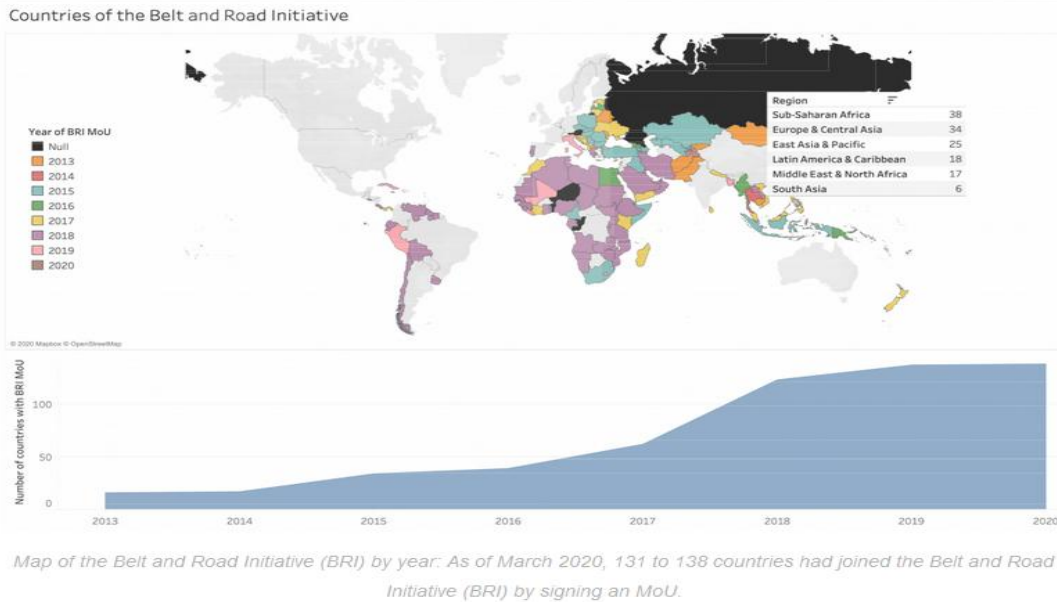 Countries of the Belt and Road Initiative
Region
Sub-Saharan Africa 38
Europe & Central Asia 34
East Asia & Pacific 25
Latin America & Caribbean 18
Middle East & North Africa 17
South Asia 6
Year of BRI MoU
Null
2013
2014
2015
2016
2017
2018
2019
2020
© 2020 Mapbox © OpenStreetMap
Number of countries with BRI MoU
100
50
0
2013 2014 2015 2016 2017 2018 2019 2020
Map of the Belt and Road Initiative (BRI) by year: As of March 2020, 131 to 138 countries had joined the Belt and Road
Initiative (BRI) by signing an MoU.